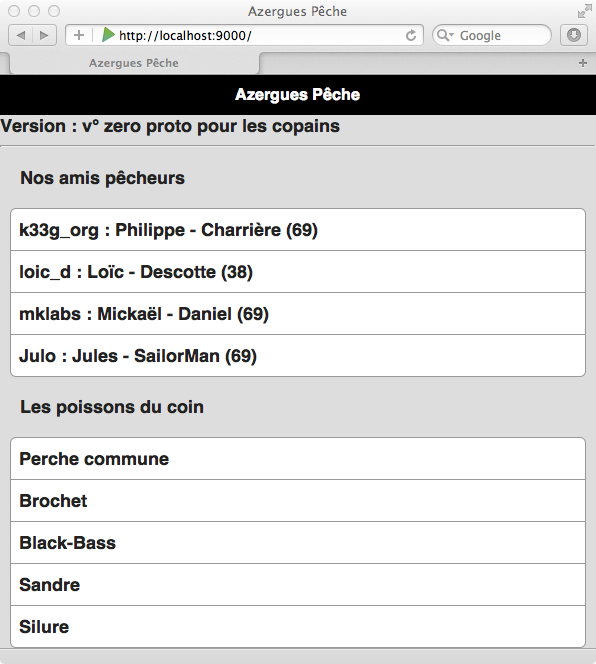 Azergues Pêche
http://localhost:9000/
Google
Azergues Pêche
Azergues Pêche
Version : v° zero proto pour les copains
Nos amis pêcheurs
k33g_org : Philippe - Charrière (69)
loic_d : Loïc - Descotte (38)
mklabs : Mickaël - Daniel (69)
Julo : Jules - SailorMan (69)
Les poissons du coin
Perche commune
Brochet
Black-Bass
Sandre
Silure